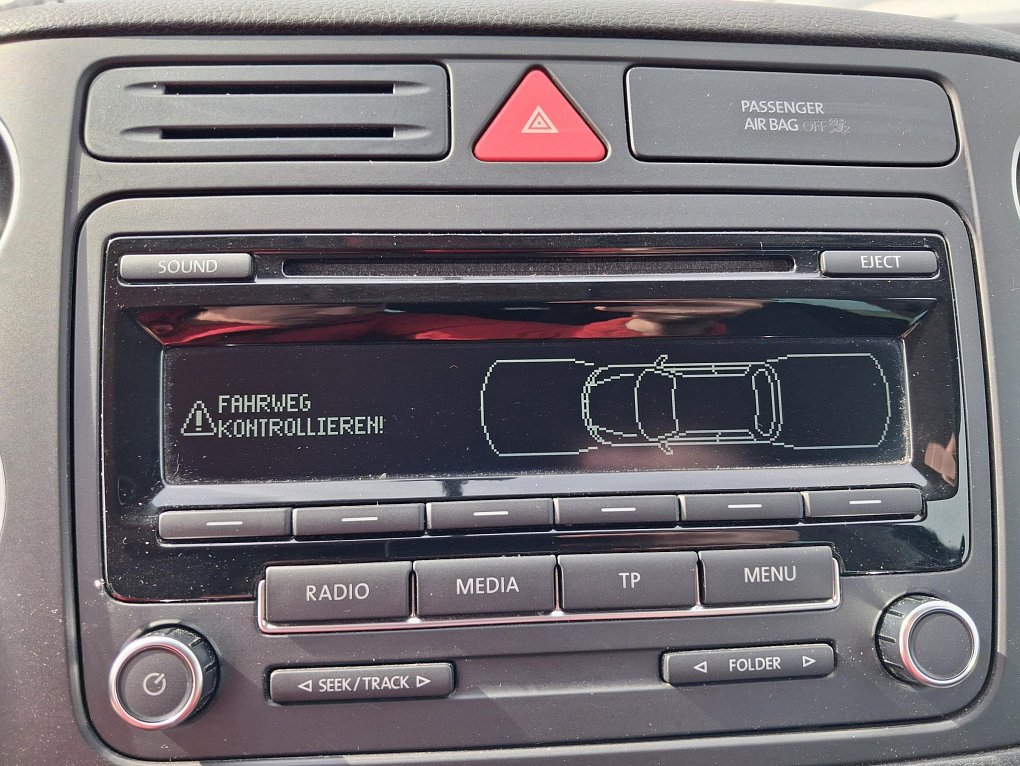 PASSENGER
AIR BAG OFF
SOUND
EJECT
FAHRWEG
KONTROLLIEREN!
RADIO
MEDIA
TP
MENU
SEEK/TRACK
FOLDER